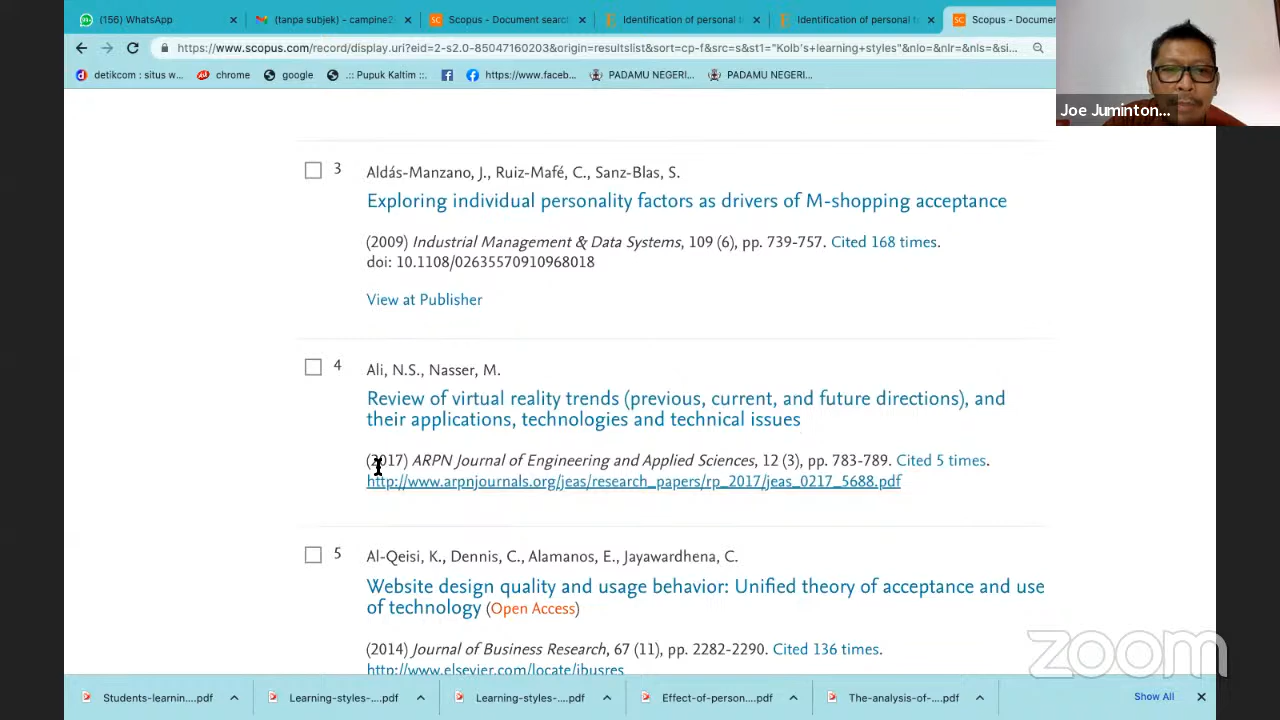 (156) WhatsApp
(tanpa subjek) - campine2
Scopus - Document search
Identification of personal t
Identification of personal t
Scopus - Docume
https://www.scopus.com/record/display.uri?eid=2-s2.0-85047160203&origin=resultslist&sort=cp-f&src=s&st1="Kolb's+learning+styles"&nlo=&nlr=&nls=&si...
detikcom : situs w...
chrome
google
.:: Pupuk Kaltim ::.
https://www.faceb...
PADAMU NEGERI...
PADAMU NEGERI...
Joe Juminton...
3
Aldás-Manzano, J., Ruiz-Mafé, C., Sanz-Blas, S.
Exploring individual personality factors as drivers of M-shopping acceptance
(2009) Industrial Management & Data Systems, 109 (6), pp. 739-757. Cited 168 times.
doi: 10.1108/02635570910968018
View at Publisher
4
Ali, N.S., Nasser, M.
Review of virtual reality trends (previous, current, and future directions), and
their applications, technologies and technical issues
(2017) ARPN Journal of Engineering and Applied Sciences, 12 (3), pp. 783-789. Cited 5 times.
http://www.arpnjournals.org/jeas/research_papers/rp_2017/jeas_0217_5688.pdf
5
Al-Qeisi, K., Dennis, C., Alamanos, E., Jayawardhena, C.
Website design quality and usage behavior: Unified theory of acceptance and use
of technology (Open Access)
(2014) Journal of Business Research, 67 (11), pp. 2282-2290. Cited 136 times.
http://www.elsevier.com/locate/jbusres
zoom
Students-learnin....pdf
Learning-styles-....pdf
Learning-styles-....pdf
Effect-of-person....pdf
The-analysis-of-....pdf
Show All